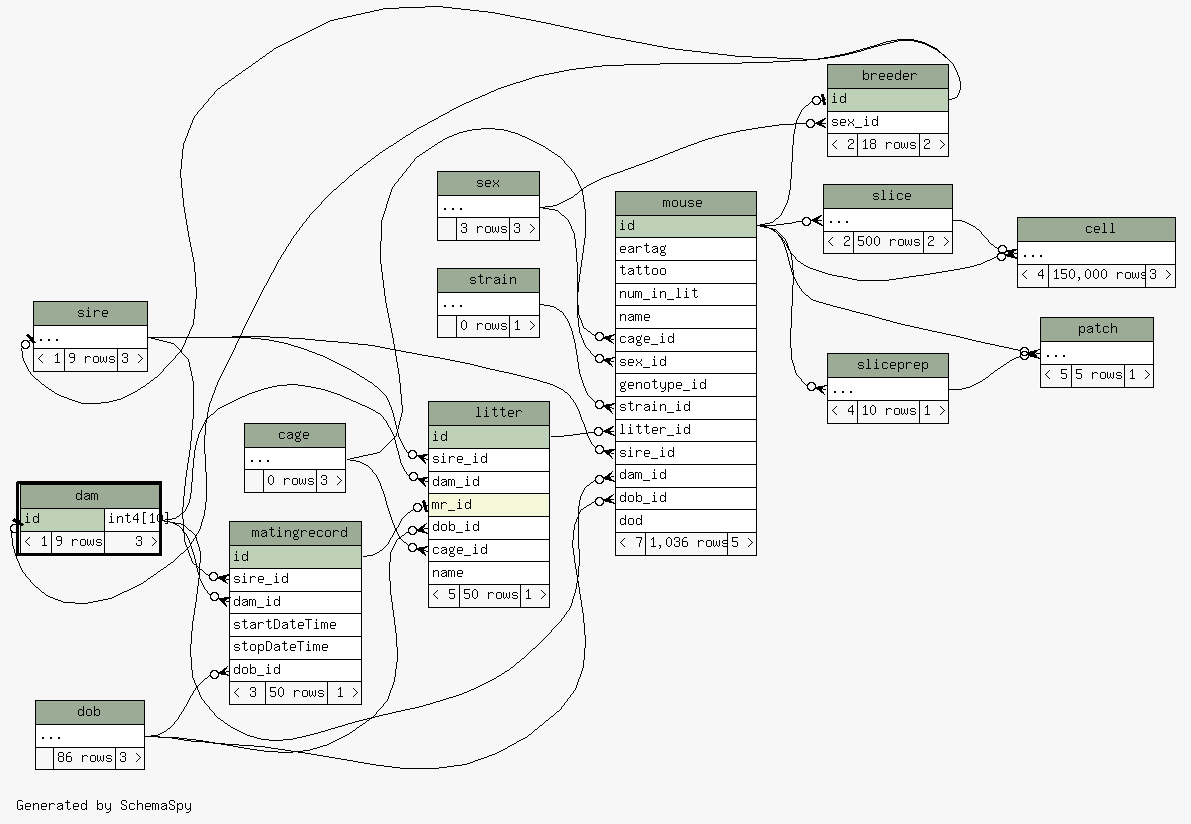 breeder
id
sex_id
< 2 18 rows 2 >
sex
...
3 rows 3 >
slice
...
< 2 500 rows 2 >
mouse
id
eartag
tattoo
num_in_lit
name
cage_id
sex_id
genotype_id
strain_id
litter_id
sire_id
dam_id
dob_id
dod
< 7 1,036 rows 5 >
cell
...
< 4 150,000 rows 3 >
strain
...
0 rows 1 >
sire
...
< 1 9 rows 3 >
patch
...
< 5 5 rows 1 >
sliceprep
...
< 4 10 rows 1 >
litter
id
sire_id
dam_id
mr_id
dob_id
cage_id
name
< 5 50 rows 1 >
cage
...
0 rows 3 >
dam
id int4[10]
< 1 9 rows 3 >
matingrecord
id
sire_id
dam_id
startDateTime
stopDateTime
dob_id
< 3 50 rows 1 >
dob
...
86 rows 3 >
Generated by SchemaSpy